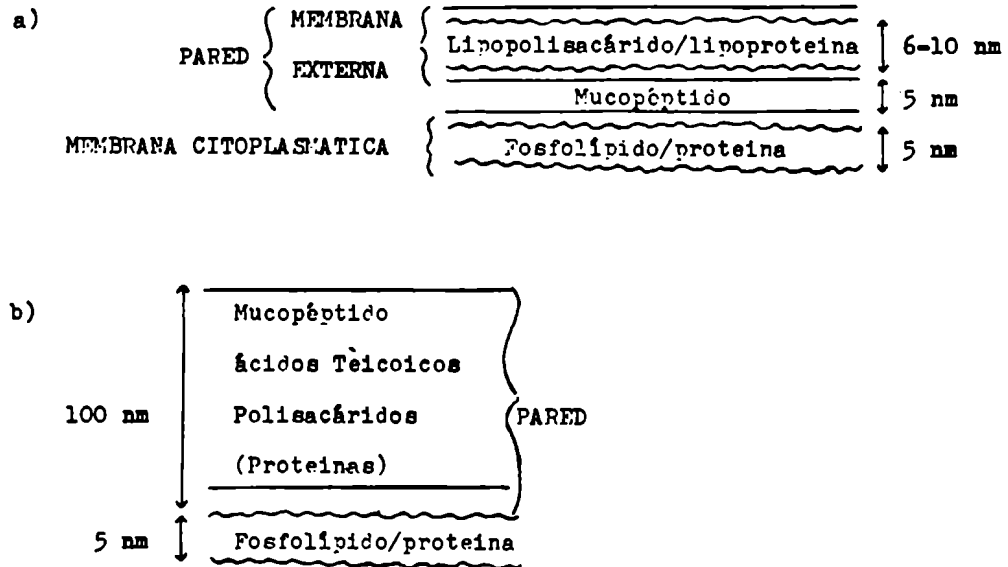 a)
MEMBRANA
Lipopolisacárido/lipoproteina
6-10 nm
PARED
EXTERNA
Mucopéptido
5 nm
MEMBRANA CITOPLASMATICA
Fosfolípido/proteina
5 nm
b)
Mucopéptido
ácidos Tèicoicos
100 nm
Polisacáridos
PARED
(Proteinas)
5 nm
Fosfolípido/proteina